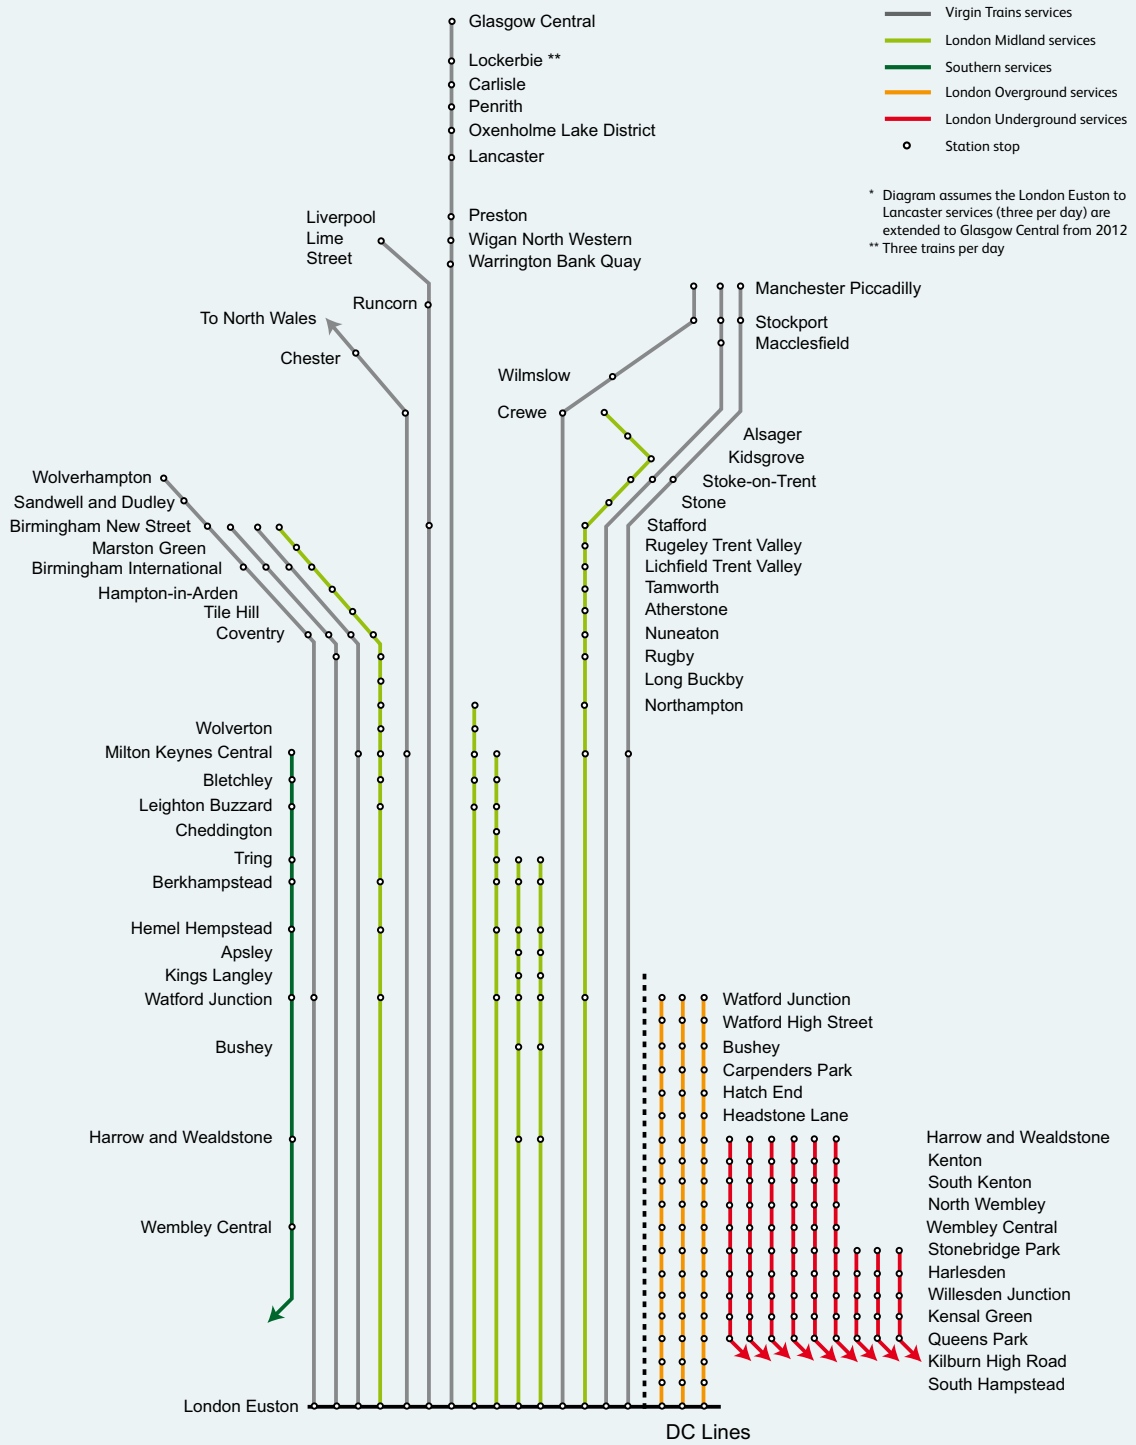 Glasgow Central
Lockerbie **
Carlisle
Penrith
Oxenholme Lake District
Lancaster
Preston
Wigan North Western
Warrington Bank Quay
Virgin Trains services
London Midland services
Southern services
London Overground services
London Underground services
Station stop
* Diagram assumes the London Euston to
Lancaster services (three per day) are
extended to Glasgow Central from 2012
** Three trains per day
Liverpool
Lime
Street
Runcorn
To North Wales
Chester
Manchester Piccadilly
Stockport
Macclesfield
Wilmslow
Crewe
Alsager
Kidsgrove
Stoke-on-Trent
Stone
Stafford
Rugeley Trent Valley
Lichfield Trent Valley
Tamworth
Atherstone
Nuneaton
Rugby
Long Buckby
Northampton
Wolverhampton
Sandwell and Dudley
Birmingham New Street
Marston Green
Birmingham International
Hampton-in-Arden
Tile Hill
Coventry
Wolverton
Milton Keynes Central
Bletchley
Leighton Buzzard
Cheddington
Tring
Berkhampstead
Hemel Hempstead
Apsley
Kings Langley
Watford Junction
Bushey
Harrow and Wealdstone
Wembley Central
London Euston
Watford Junction
Watford High Street
Bushey
Carpenders Park
Hatch End
Headstone Lane
Harrow and Wealdstone
Kenton
South Kenton
North Wembley
Wembley Central
Stonebridge Park
Harlesden
Willesden Junction
Kensal Green
Queens Park
Kilburn High Road
South Hampstead
DC Lines